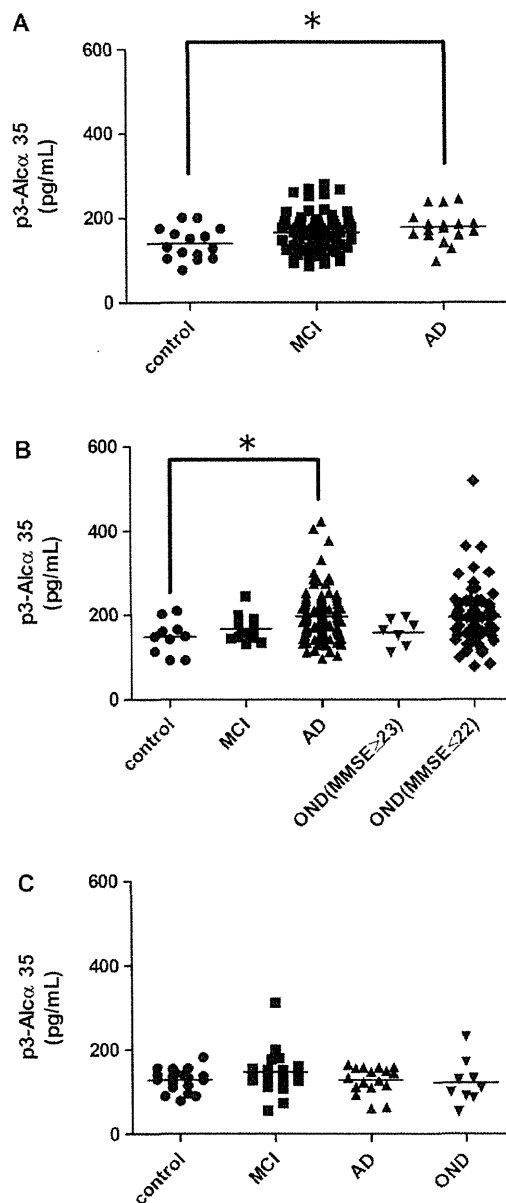 A
*
600
400
200
0
p3-Alcα 35
(pg/mL)
control
MCI
AD
B
*
600
400
200
0
p3-Alcα 35
(pg/mL)
control
MCI
AD
OND(MMSE≥23)
OND(MMSE≤22)
C
600
400
200
0
p3-Alcα 35
(pg/mL)
control
MCI
AD
OND